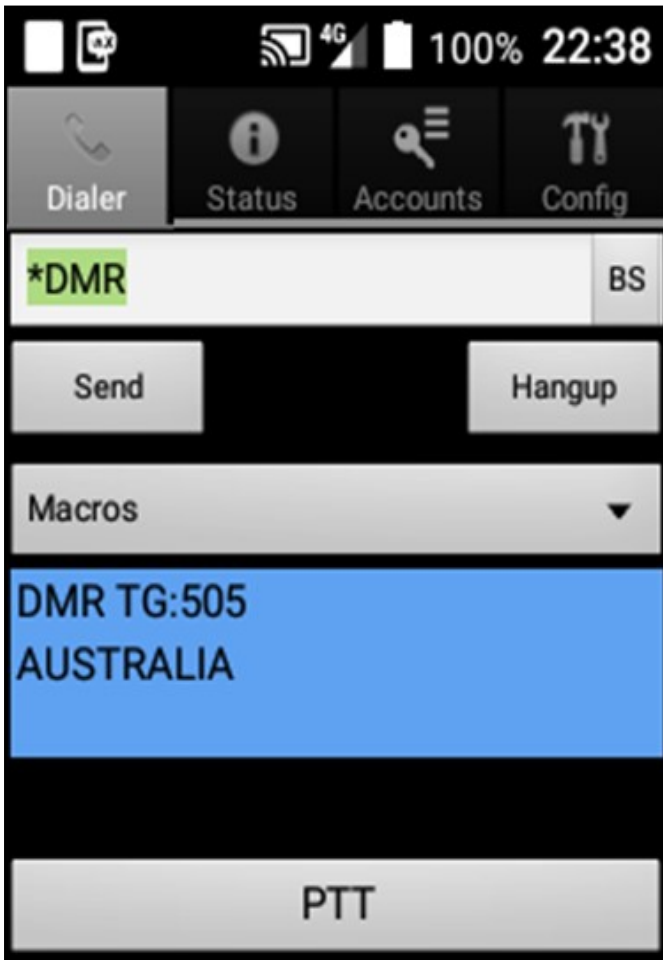 4G 100% 22:38
Dialer Status Accounts Config
*DMR BS
Send Hangup
Macros
DMR TG:505
AUSTRALIA
PTT